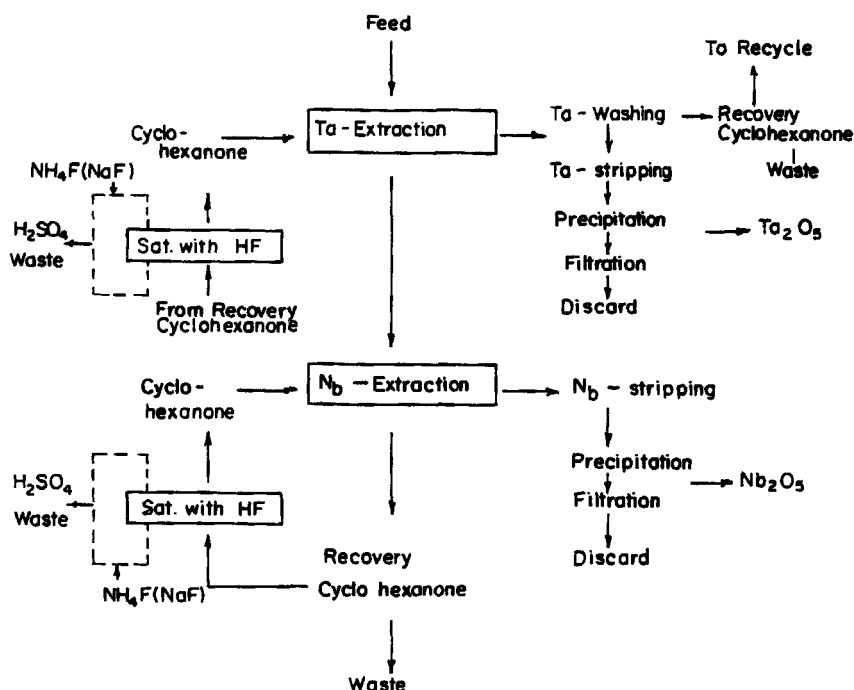 Feed
To Recycle
Cyclo-
hexanone
Ta-Extraction
Ta-Washing
Recovery
Cyclohexanone
Waste
NH₄F(NaF)
Ta-stripping
H₂SO₄
Waste
Sat. with HF
Precipitation
Ta₂O₅
Filtration
From Recovery
Cyclohexanone
Discard
Cyclo-
hexanone
Nb-Extraction
Nb-stripping
H₂SO₄
Waste
Sat. with HF
Precipitation
Nb₂O₅
Filtration
Recovery
Cyclo hexanone
Discard
NH₄F(NaF)
Waste